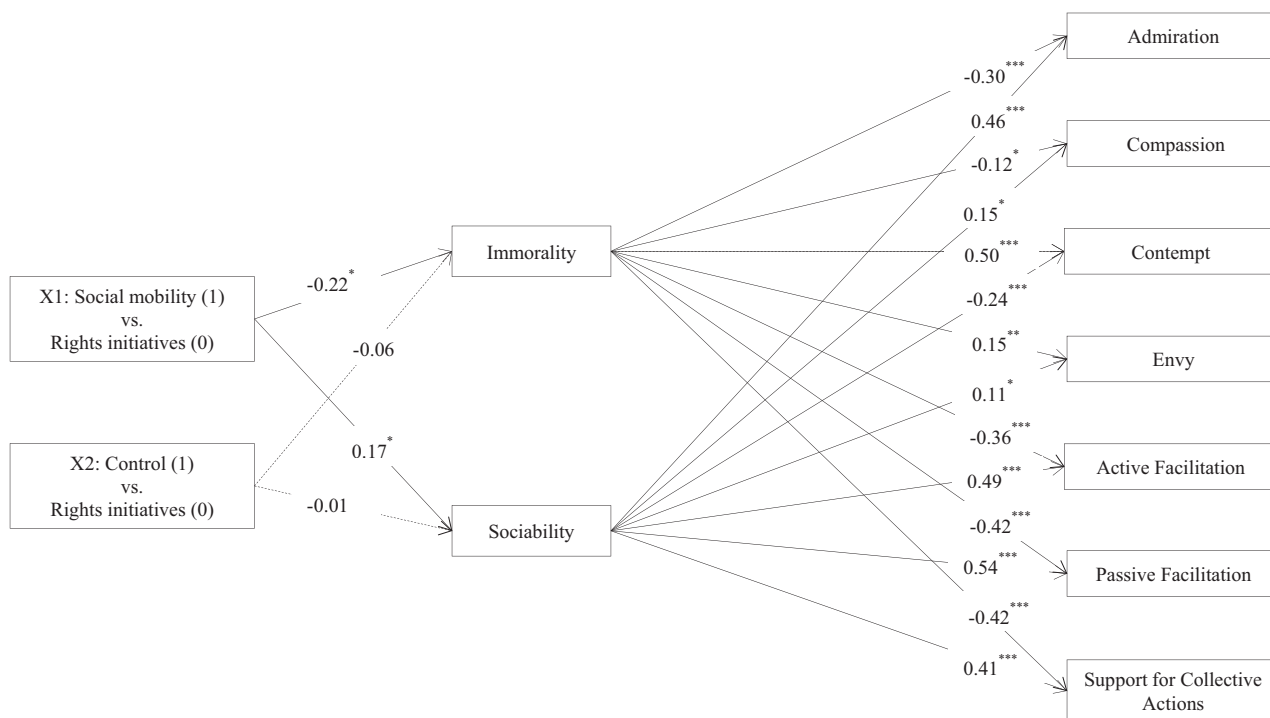 Admiration
-0.30***
0.46***
Compassion
-0.12*
0.15*
Immorality
0.50***
Contempt
X1: Social mobility (1)
vs.
Rights initiatives (0)
-0.22*
-0.24***
-0.06
0.15**
Envy
0.11*
0.17*
-0.36***
X2: Control (1)
vs.
Rights initiatives (0)
Active Facilitation
0.49***
-0.01
Sociability
-0.42***
0.54***
Passive Facilitation
-0.42***
0.41***
Support for Collective
Actions